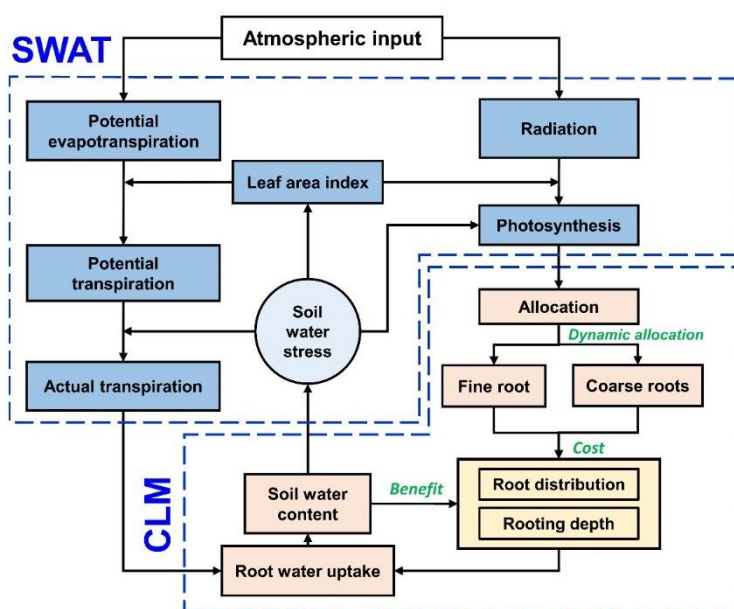 Atmospheric input
SWAT
Potential
evapotranspiration
Radiation
Leaf area index
Photosynthesis
Potential
transpiration
Soil
water
stress
Allocation
Dynamic allocation
Actual transpiration
Fine root
Coarse roots
Cost
CLM
Soil water
content
Benefit
Root distribution
Rooting depth
Root water uptake